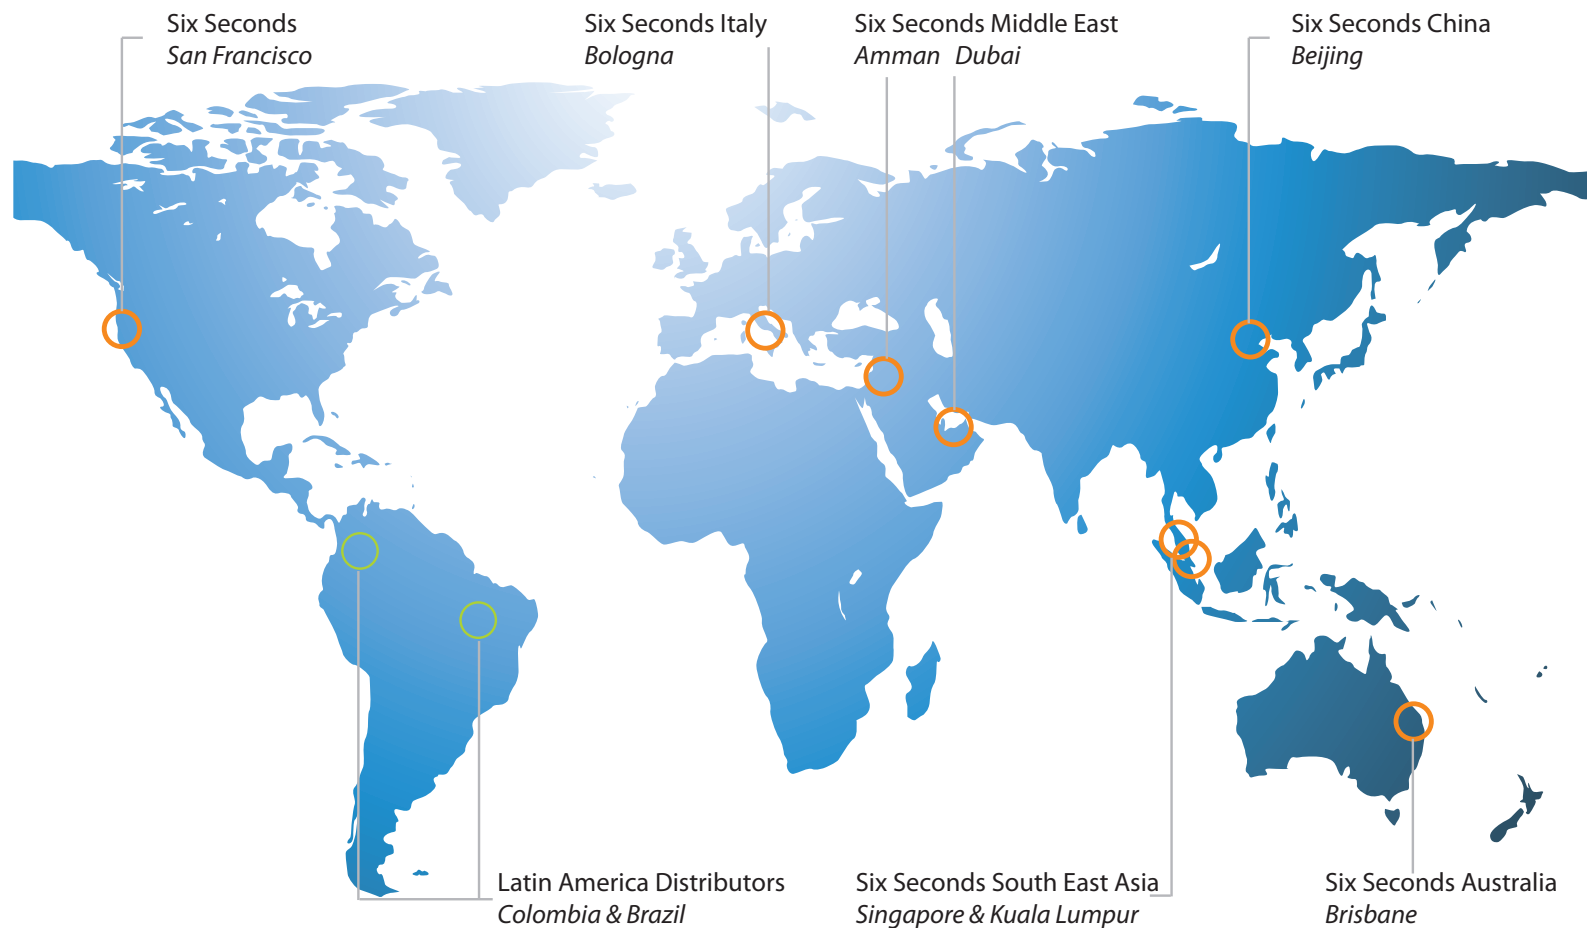 Six Seconds
San Francisco
Six Seconds Italy
Bologna
Six Seconds Middle East
Amman Dubai
Six Seconds China
Beijing
Latin America Distributors
Colombia & Brazil
Six Seconds South East Asia
Singapore & Kuala Lumpur
Six Seconds Australia
Brisbane